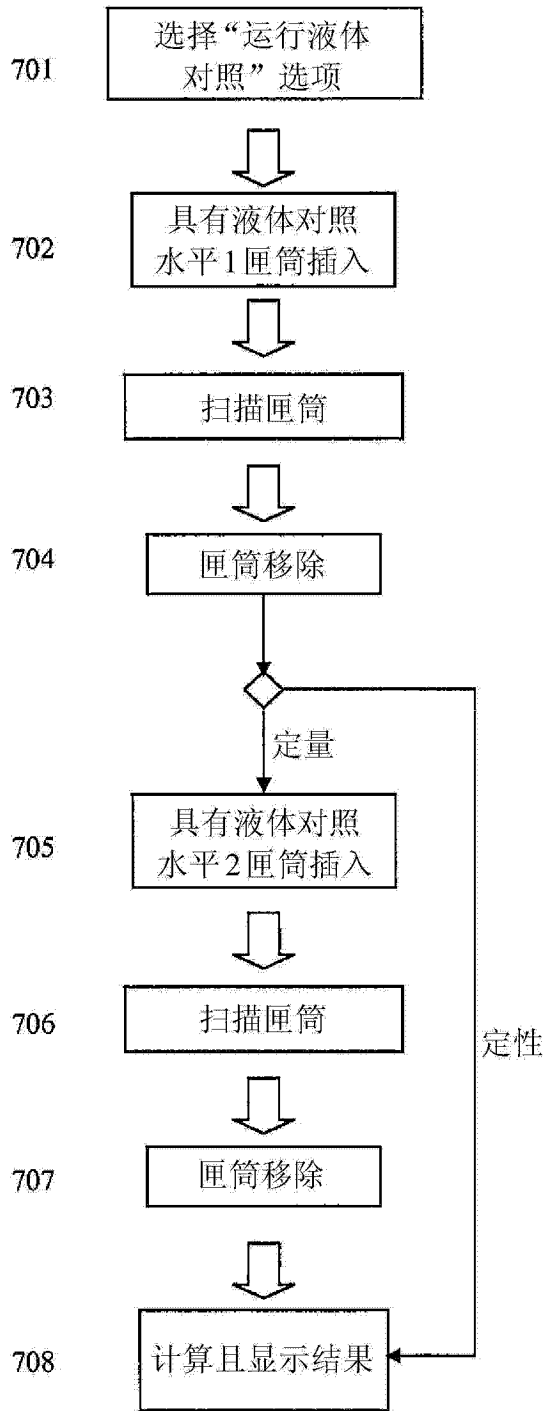 701
选择“运行液体
对照”选项
702
具有液体对照
水平1匣筒插入
703
扫描匣筒
704
匣筒移除
定量
705
具有液体对照
水平2匣筒插入
706
扫描匣筒
定性
707
匣筒移除
708
计算且显示结果